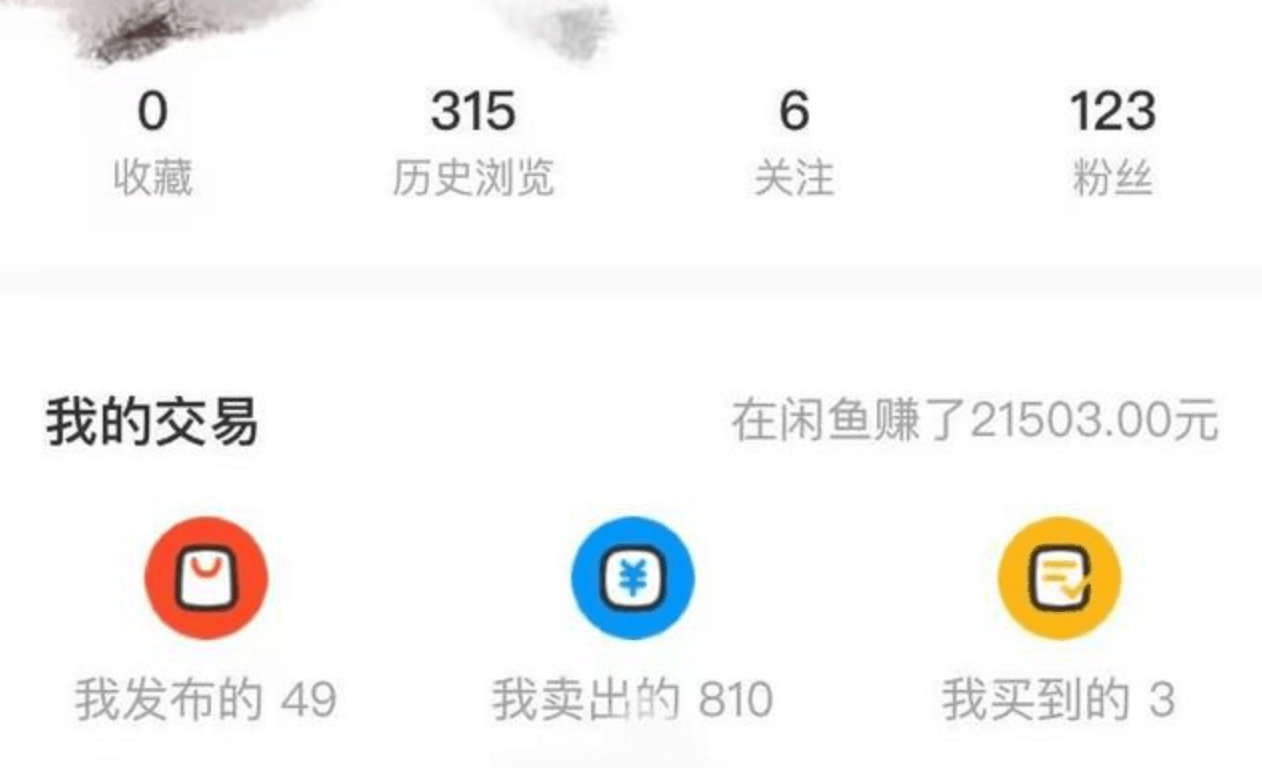 0 315 6 123
收藏 历史浏览 关注 粉丝
我的交易 在闲鱼赚了21503.00元
我发布的 49 我卖出的 810 我买到的 3